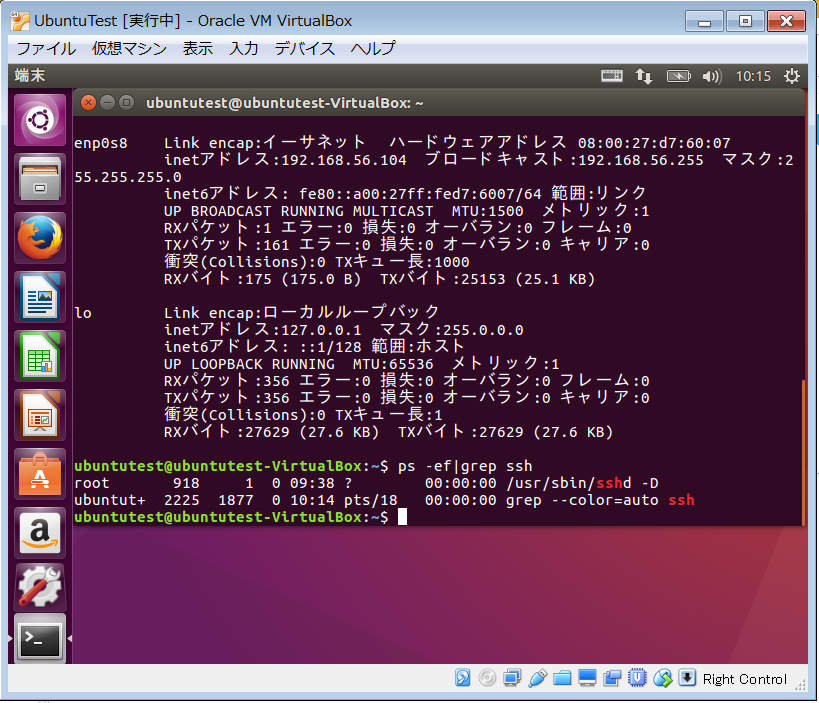 UbuntuTest [実行中] - Oracle VM VirtualBox
ファイル 仮想マシン 表示 入力 デバイス ヘルプ
端末 10:15
ubuntutest@ubuntutest-VirtualBox: ~
enp0s8    Link encap:イーサネット  ハードウェアアドレス 08:00:27:d7:60:07
          inetアドレス:192.168.56.104  ブロードキャスト:192.168.56.255  マスク:2
55.255.255.0
          inet6アドレス: fe80::a00:27ff:fed7:6007/64 範囲:リンク
          UP BROADCAST RUNNING MULTICAST  MTU:1500  メトリック:1
          RXパケット:1 エラー:0 損失:0 オーバラン:0 フレーム:0
          TXパケット:161 エラー:0 損失:0 オーバラン:0 キャリア:0
          衝突(Collisions):0 TXキュー長:1000
          RXバイト:175 (175.0 B)  TXバイト:25153 (25.1 KB)
lo        Link encap:ローカルループバック
          inetアドレス:127.0.0.1  マスク:255.0.0.0
          inet6アドレス: ::1/128 範囲:ホスト
          UP LOOPBACK RUNNING  MTU:65536  メトリック:1
          RXパケット:356 エラー:0 損失:0 オーバラン:0 フレーム:0
          TXパケット:356 エラー:0 損失:0 オーバラン:0 キャリア:0
          衝突(Collisions):0 TXキュー長:1
          RXバイト:27629 (27.6 KB)  TXバイト:27629 (27.6 KB)
ubuntutest@ubuntutest-VirtualBox:~$ ps -ef|grep ssh
root       918     1  0 09:38 ?        00:00:00 /usr/sbin/sshd -D
ubuntut+  2225  1877  0 10:14 pts/18   00:00:00 grep --color=auto ssh
ubuntutest@ubuntutest-VirtualBox:~$
Right Control